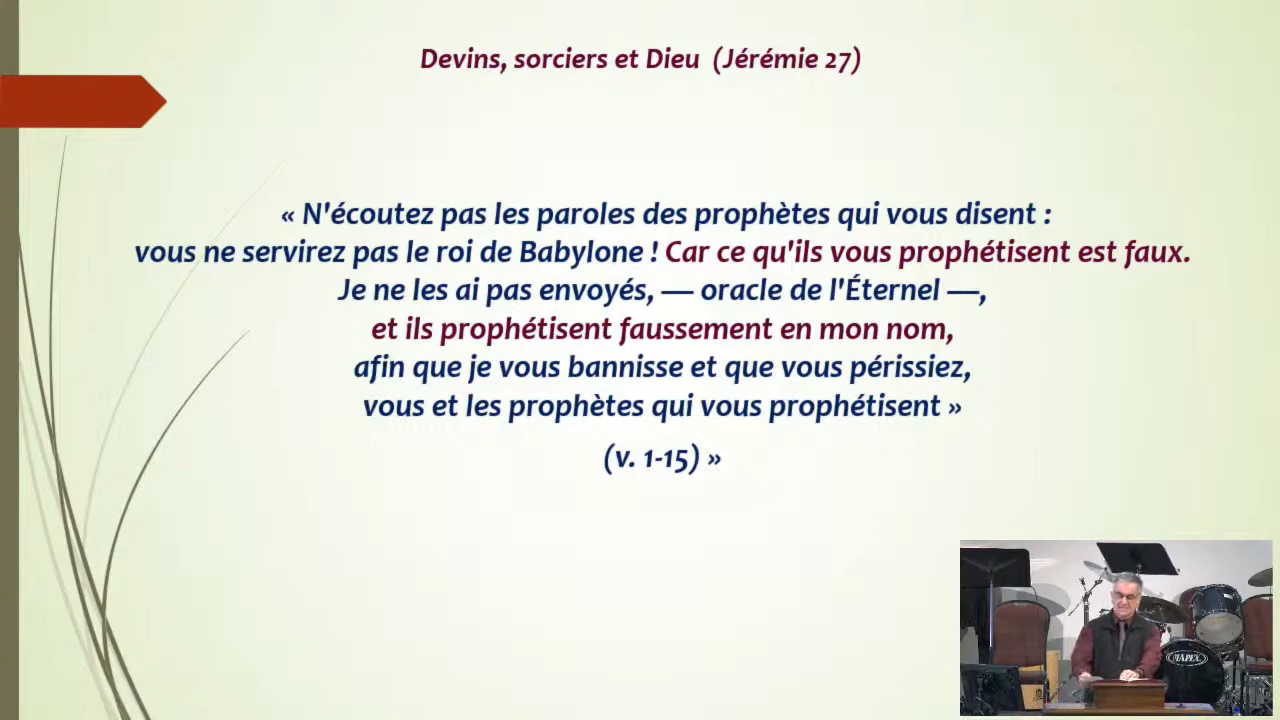 Devins, sorciers et Dieu (Jérémie 27)
« N'écoutez pas les paroles des prophètes qui vous disent :
vous ne servirez pas le roi de Babylone ! Car ce qu'ils vous prophétisent est faux.
Je ne les ai pas envoyés, — oracle de l'Éternel —,
et ils prophétisent faussement en mon nom,
afin que je vous bannisse et que vous périssiez,
vous et les prophètes qui vous prophétisent »
(v. 1-15) »
MAPEX